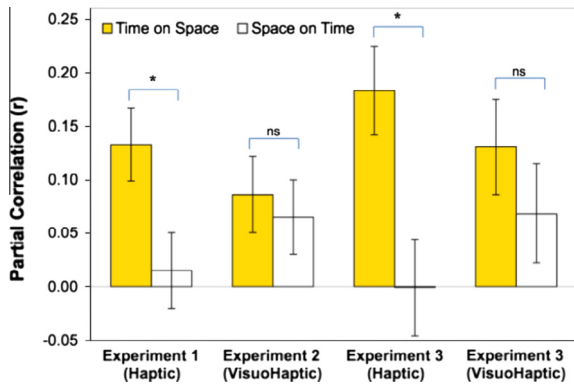 0.25
Time on Space Space on Time
*
ns
*
ns
0.20
0.15
0.10
0.05
0.00
-0.05
Partial Correlation (r)
Experiment 1 Experiment 2 Experiment 3 Experiment 3
(Haptic) (VisuoHaptic) (Haptic) (VisuoHaptic)